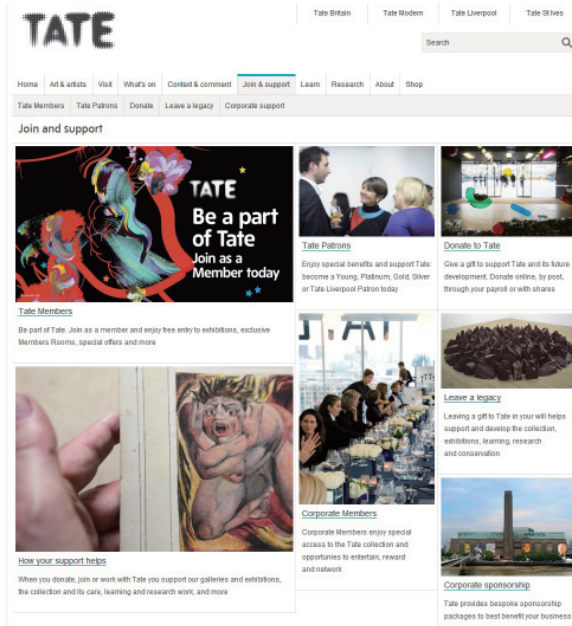 TATE
Tate Britain
Tate Modern
Tate Liverpool
Tate St Ives
Search
Home
Art & artists
Visit
What's on
Context & comment
Join & support
Learn
Research
About
Shop
Tate Members
Tate Patrons
Donate
Leave a legacy
Corporate support
Join and support
TATE
Be a part
of Tate
Join as a
Member today
Tate Members
Be part of Tate. Join as a member and enjoy free entry to exhibitions, exclusive
Members Rooms, special offers and more
How your support helps
When you donate, join or work with Tate you support our galleries and exhibitions,
the collection and its care, learning and research work, and more
Tate Patrons
Enjoy special benefits and support Tate:
become a Young, Platinum, Gold, Silver
or Tate Liverpool Patron today
Corporate Members
Corporate Members enjoy special
access to the Tate collection and
opportunies to entertain, reward
and network
Donate to Tate
Give a gift to support Tate and its future
development. Donate online, by post,
through your payroll or with shares
Leave a legacy
Leaving a gift to Tate in your will helps
support and develop the collection,
exhibitions, learning, research
and conservation
Corporate sponsorship
Tate provides bespoke sponsorship
packages to best benefit your business